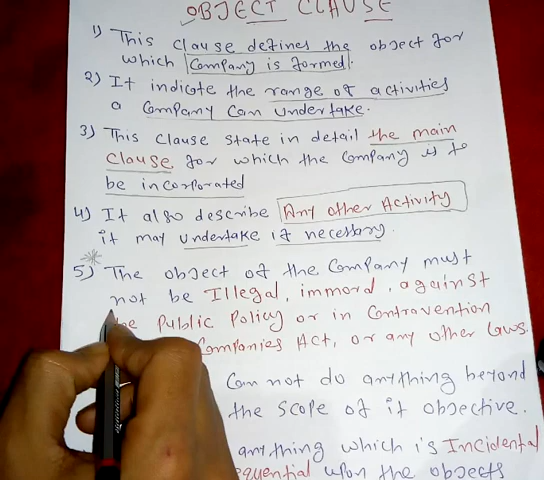 OBJECT CLAUSE
1) This clause defines the object for
which Company is formed.
2) It indicate the range of activities
a Company Can undertake.
3) This Clause state in detail the main
Clause for which the Company is to
be incorporated
4) It also describe Any other Activity
it may undertake if necessary.
5) The object of the Company must
not be Illegal, immoral, against
Public Policy or in Contravention
Companies Act, or any other Laws.
Can not do anything beyond
the scope of it objective.
anything which is Incidental
upon the objects